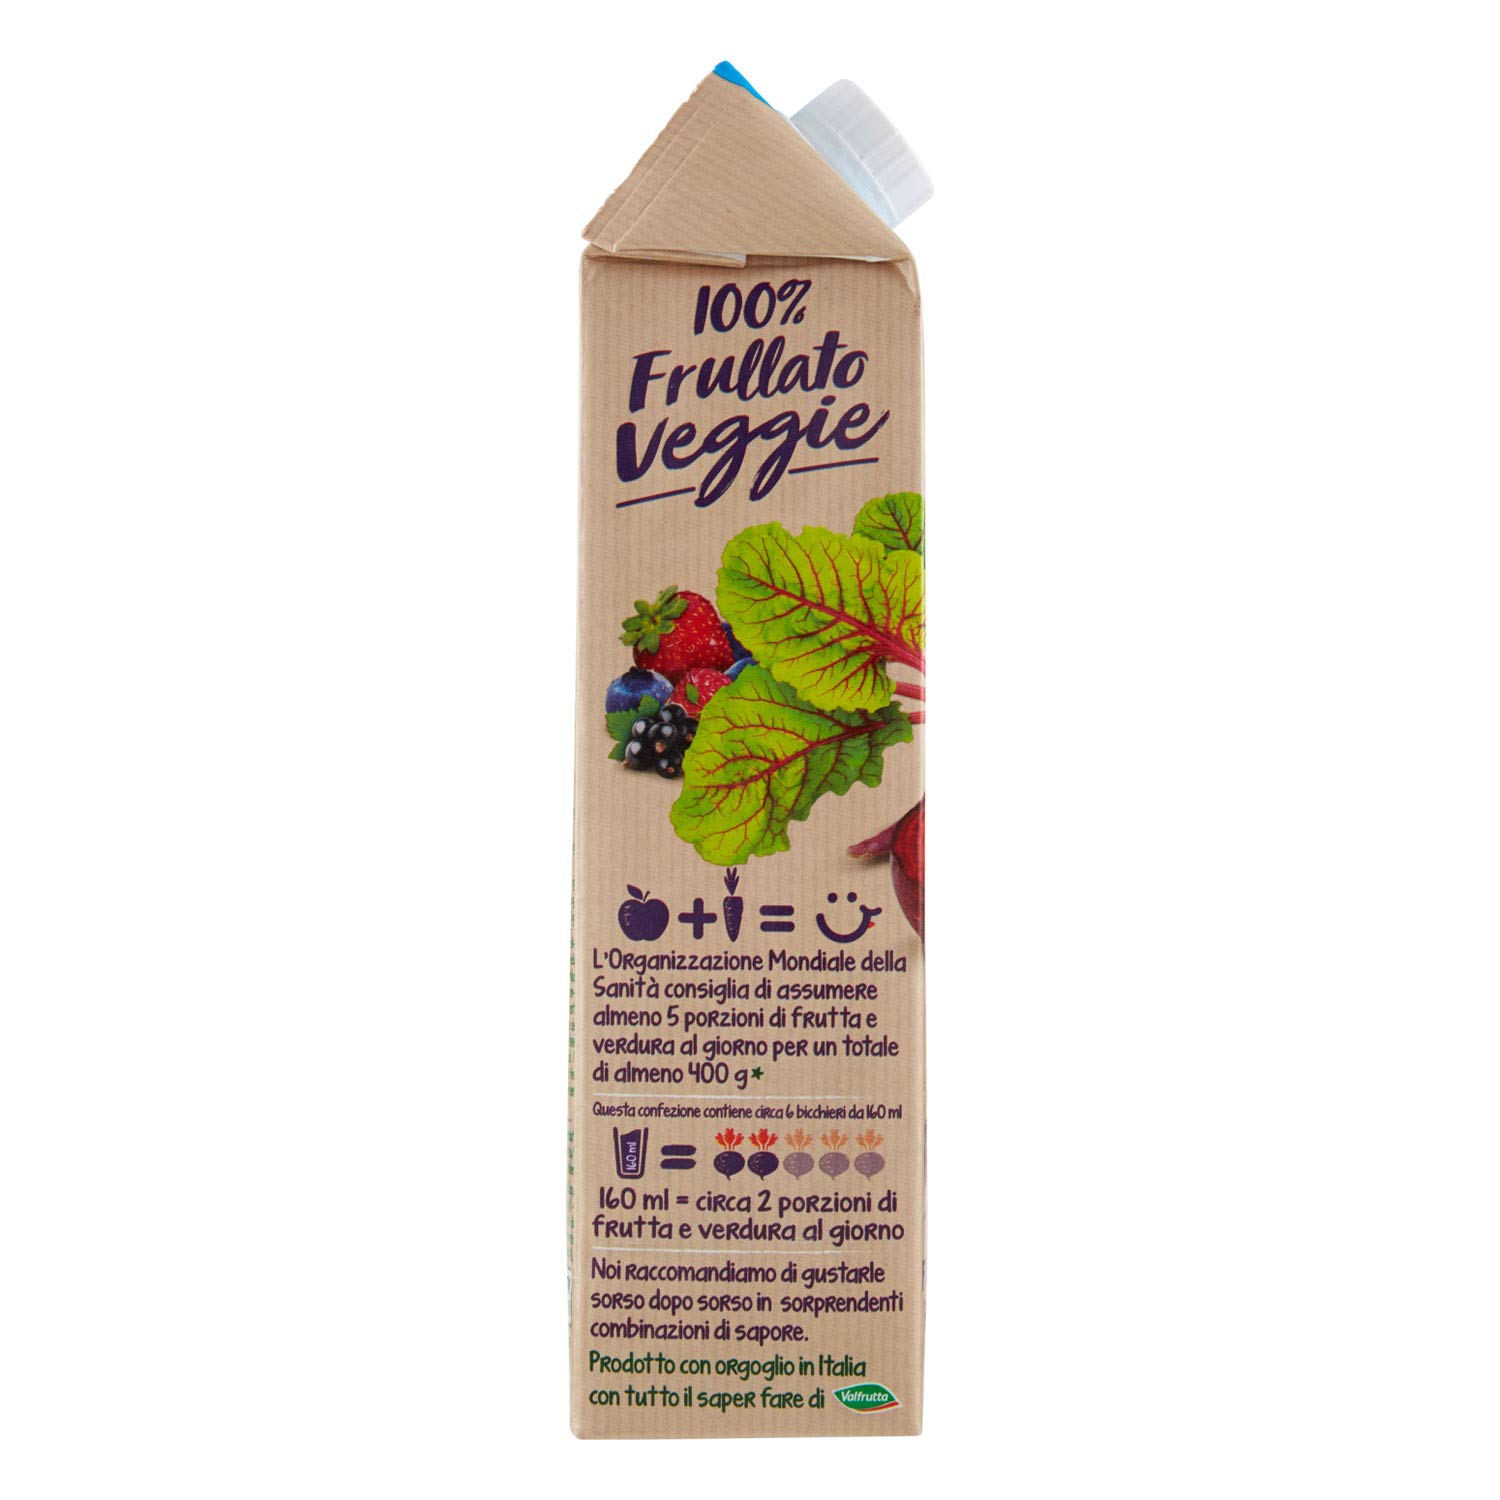 100%
Frullato
Veggie
L'Organizzazione Mondiale della
Sanità consiglia di assumere
almeno 5 porzioni di frutta e
verdura al giorno per un totale
di almeno 400 g*
Questa confezione contiene circa 6 bicchieri da 160 ml
160 ml
160 ml = circa 2 porzioni di
frutta e verdura al giorno
Noi raccomandiamo di gustarle
sorso dopo sorso in sorprendenti
combinazioni di sapore.
Prodotto con orgoglio in Italia
con tutto il saper fare di Valfrutta